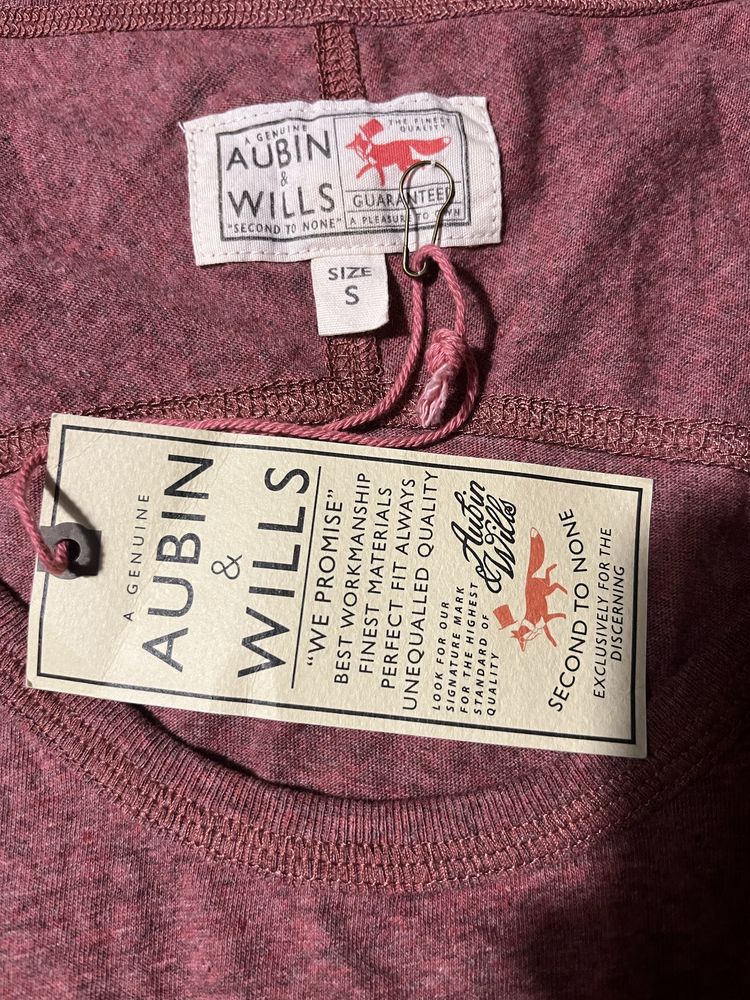 A GENUINE
AUBIN
&
WILLS
"SECOND TO NONE"
THE FINEST
QUALITY
GUARANTEED
A PLEASURE TO OWN
SIZE
S
A GENUINE
AUBIN
&
WILLS
"WE PROMISE"
BEST WORKMANSHIP
FINEST MATERIALS
PERFECT FIT ALWAYS
UNEQUALLED QUALITY
LOOK FOR OUR
SIGNATURE MARK
FOR THE HIGHEST
STANDARD OF
QUALITY
Aubin
& Wills
SECOND TO NONE
EXCLUSIVELY FOR THE
DISCERNING